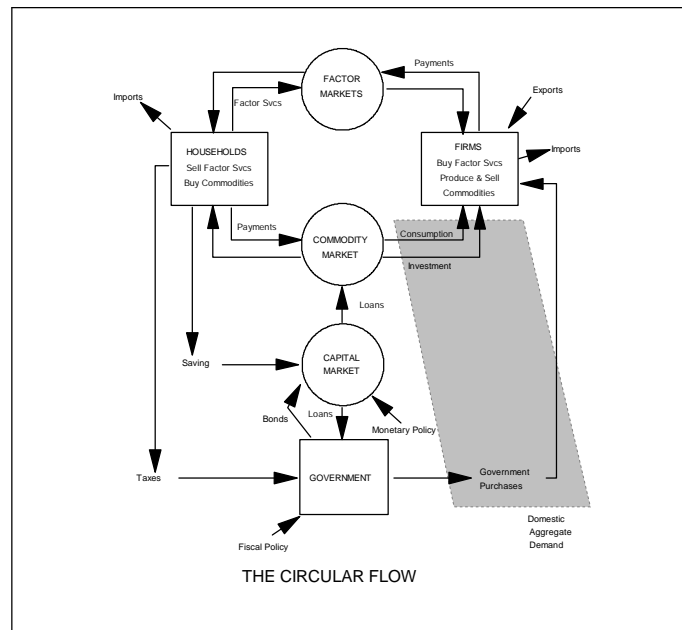 Payments
FACTOR
MARKETS
Factor Svcs
Imports
Exports
HOUSEHOLDS
Sell Factor Svcs
Buy Commodities
FIRMS
Buy Factor Svcs
Produce & Sell
Commodities
Imports
Payments
COMMODITY
MARKET
Consumption
Investment
Loans
Saving
CAPITAL
MARKET
Bonds
Loans
Monetary Policy
Taxes
GOVERNMENT
Government
Purchases
Domestic
Aggregate
Demand
Fiscal Policy
THE CIRCULAR FLOW